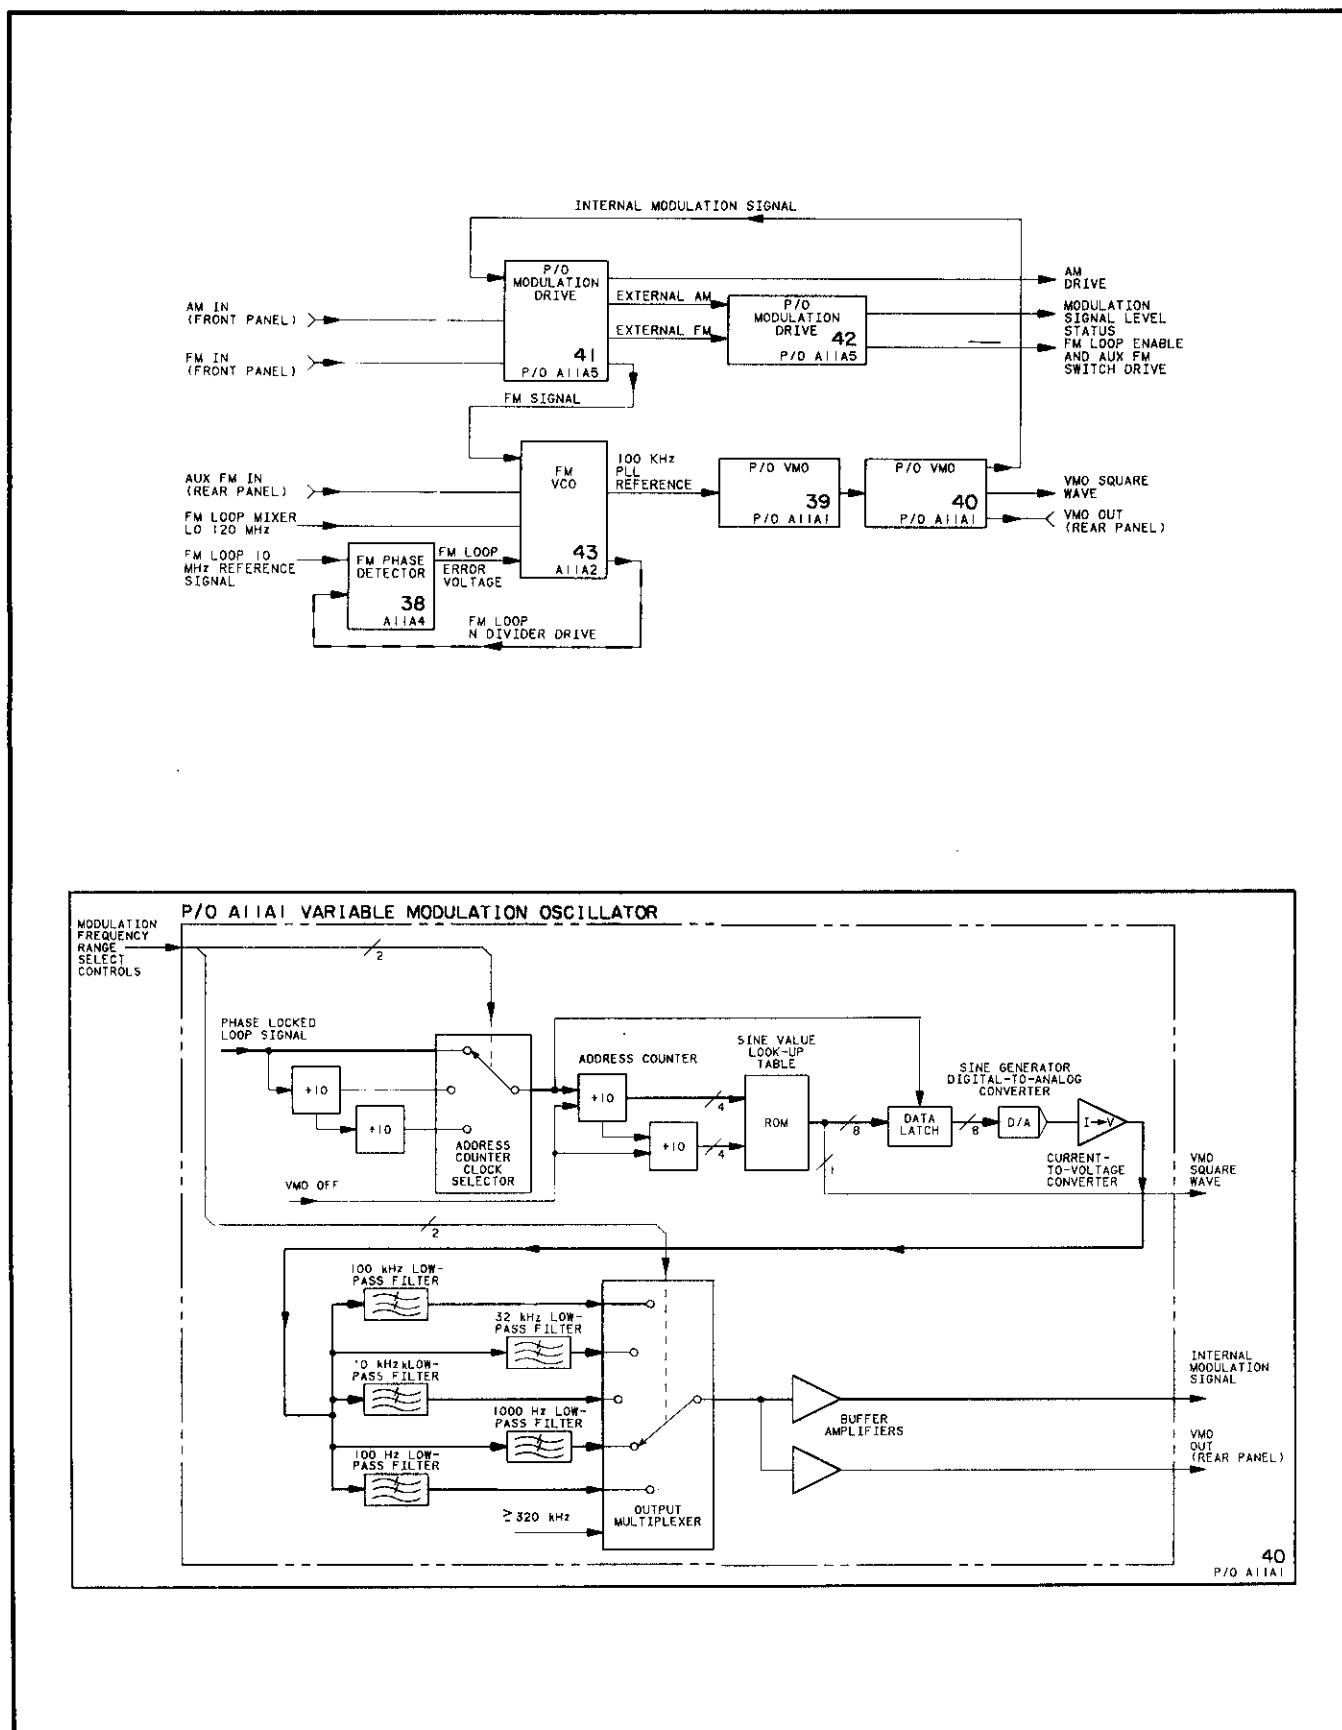 INTERNAL MODULATION SIGNAL
P/O
MODULATION
DRIVE
41
P/O A11A5
AM IN
(FRONT PANEL)
FM IN
(FRONT PANEL)
EXTERNAL AM
EXTERNAL FM
P/O
MODULATION
DRIVE
42
P/O A11A5
AM
DRIVE
MODULATION
SIGNAL LEVEL
STATUS
FM LOOP ENABLE
AND AUX FM
SWITCH DRIVE
FM SIGNAL
AUX FM IN
(REAR PANEL)
FM LOOP MIXER
LO 120 MHz
FM LOOP 10
MHz REFERENCE
SIGNAL
FM PHASE
DETECTOR
38
A11A4
FM LOOP
ERROR
VOLTAGE
FM
VCO
43
A11A2
100 KHz
PLL
REFERENCE
P/O VMO
39
P/O A11A1
P/O VMO
40
P/O A11A1
VMO SQUARE
WAVE
VMO OUT
(REAR PANEL)
FM LOOP
N DIVIDER DRIVE
P/O A11A1 VARIABLE MODULATION OSCILLATOR
MODULATION
FREQUENCY
RANGE
SELECT
CONTROLS
2
PHASE LOCKED
LOOP SIGNAL
÷10
÷10
ADDRESS
COUNTER
CLOCK
SELECTOR
VMO OFF
ADDRESS COUNTER
÷10
÷10
4
4
SINE VALUE
LOOK-UP
TABLE
ROM
8
1
DATA
LATCH
8
SINE GENERATOR
DIGITAL-TO-ANALOG
CONVERTER
D/A
I→V
CURRENT-
TO-VOLTAGE
CONVERTER
VMO
SQUARE
WAVE
2
100 kHz LOW-
PASS FILTER
32 kHz LOW-
PASS FILTER
10 kHzkLOW-
PASS FILTER
1000 Hz LOW-
PASS FILTER
100 Hz LOW-
PASS FILTER
≥320 kHz
OUTPUT
MULTIPLEXER
BUFFER
AMPLIFIERS
INTERNAL
MODULATION
SIGNAL
VMO
OUT
(REAR PANEL)
40
P/O A11A1